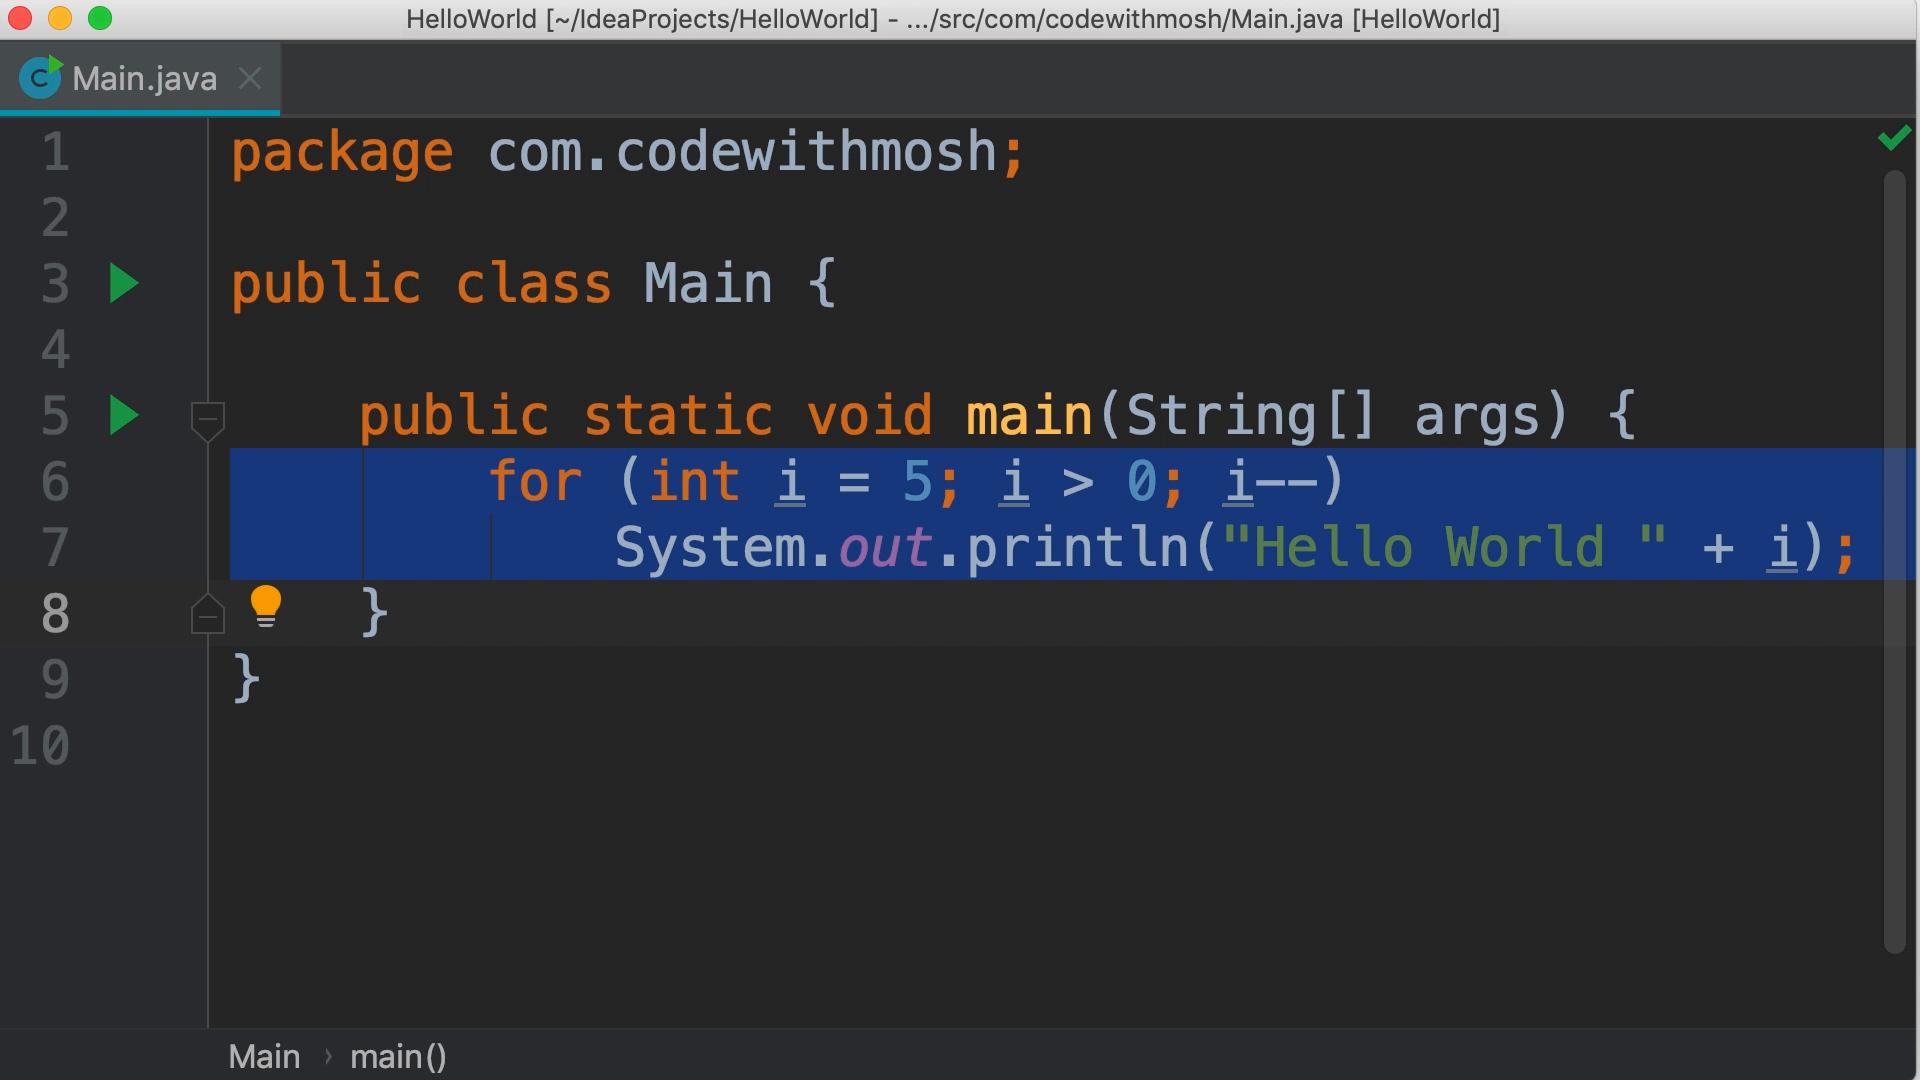 HelloWorld [~/IdeaProjects/HelloWorld] - .../src/com/codewithmosh/Main.java [HelloWorld]
C Main.java
1 package com.codewithmosh;
2
3 public class Main {
4
5 public static void main(String[] args) {
6 for (int i = 5; i > 0; i--)
7 System.out.println("Hello World " + i);
8 }
9 }
10
Main › main()